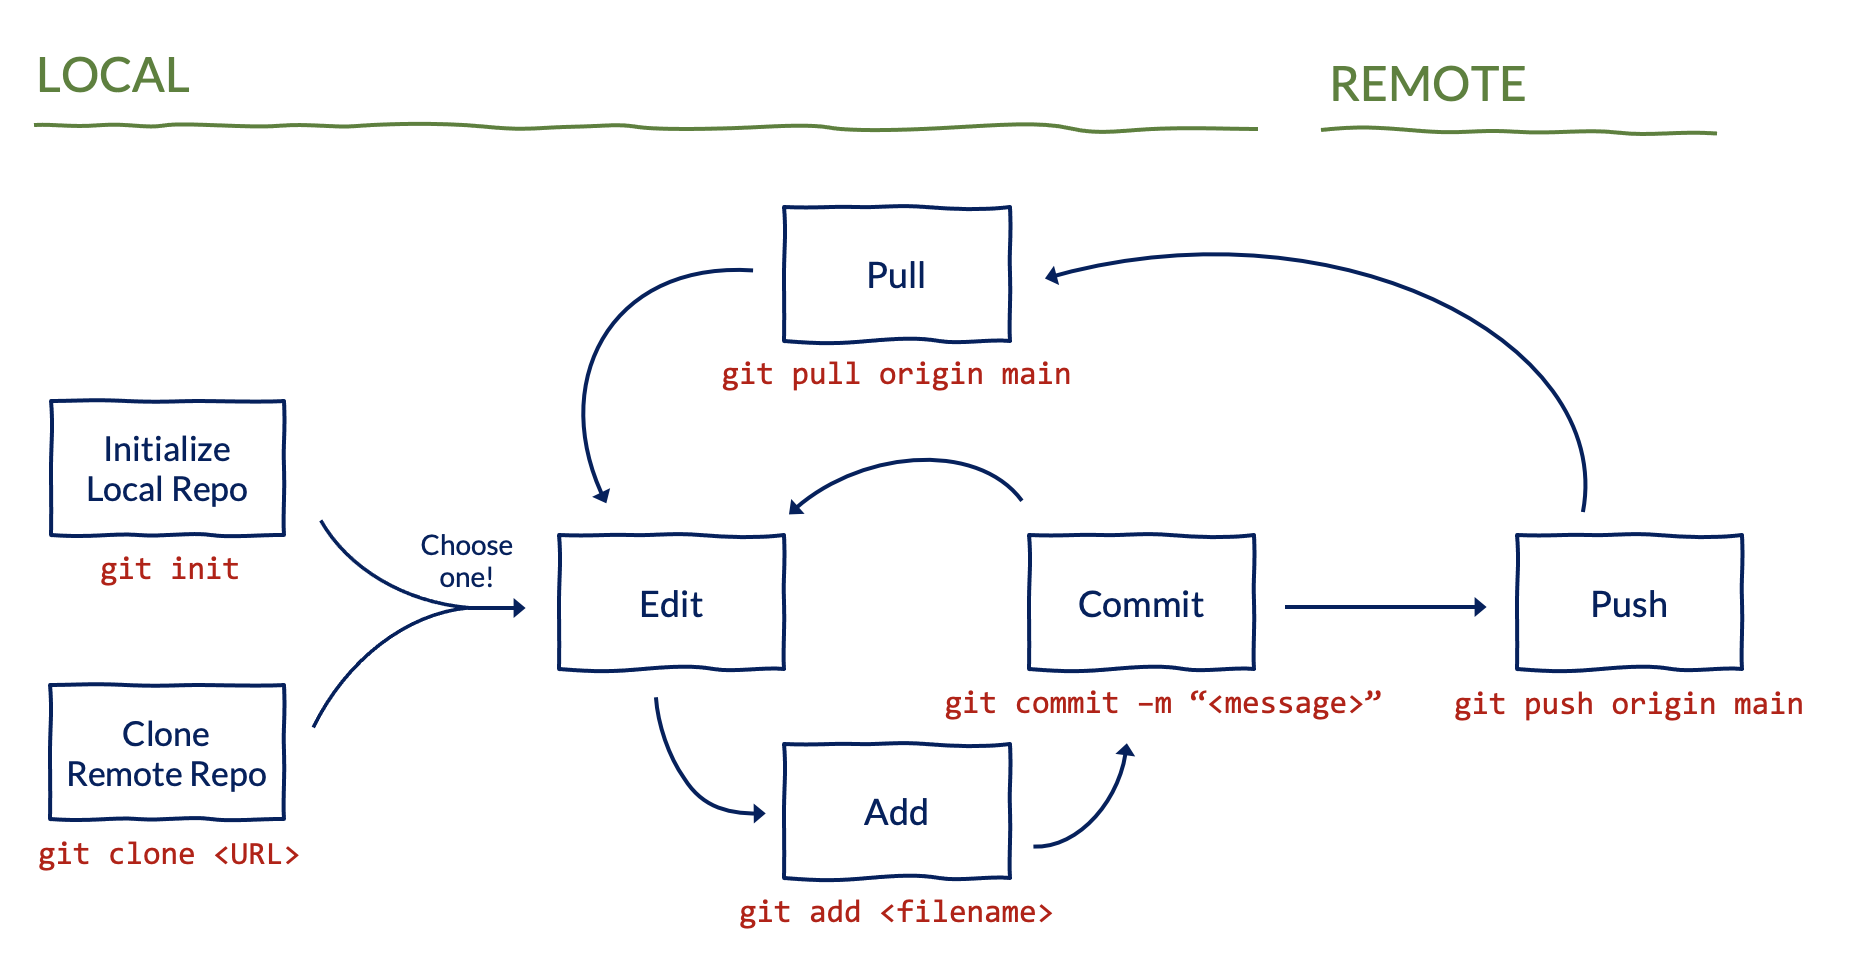 LOCAL
REMOTE
Pull
git pull origin main
Initialize
Local Repo
git init
Choose
one!
Edit
Commit
git commit –m “<message>”
Push
git push origin main
Clone
Remote Repo
git clone <URL>
Add
git add <filename>